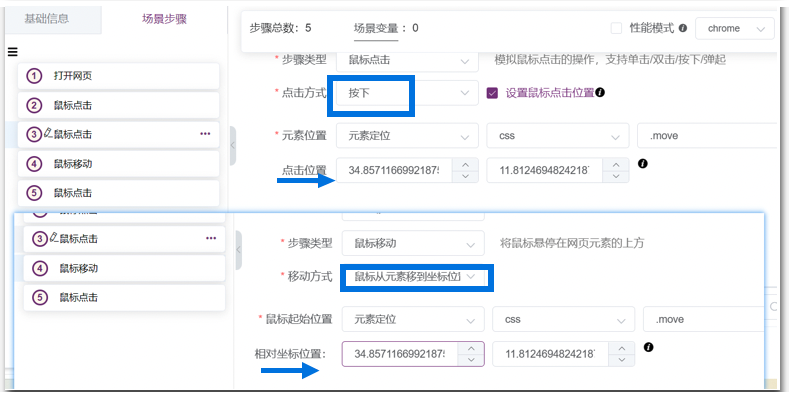 基础信息 场景步骤
步骤总数：5 场景变量：0 性能模式 chrome
* 步骤类型 鼠标点击 模拟鼠标点击的操作，支持单击/双击/按下/弹起
1 打开网页
* 点击方式 按下 设置鼠标点击位置
2 鼠标点击
3 鼠标点击 ···
* 元素位置 元素定位 css .move
4 鼠标移动
点击位置 34.8571166992187 11.8124694824218
5 鼠标点击
鼠标点击
3 鼠标点击 ···
* 步骤类型 鼠标移动 将鼠标悬停在网页元素的上方
4 鼠标移动
* 移动方式 鼠标从元素移到坐标位
5 鼠标点击
* 鼠标起始位置 元素定位 css .move
相对坐标位置： 34.8571166992187 11.8124694824218